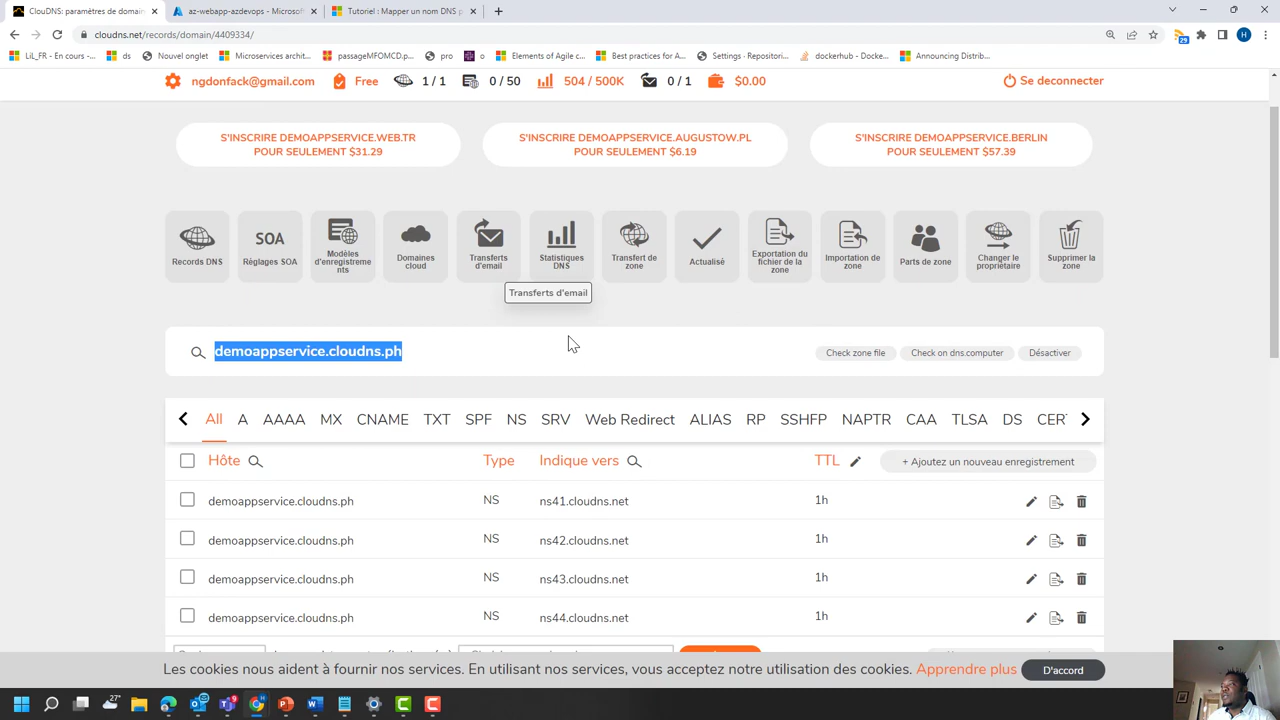 ClouDNS: paramètres de domain
az-webapp-azdevops - Microsof
Tutoriel : Mapper un nom DNS p
cloudns.net/records/domain/4409334/
29
H
LiL_FR - En cours -...
ds
Nouvel onglet
Microservices archit...
passageMFOMCD.p...
pro
o
Elements of Agile c...
Best practices for A...
Settings · Repositori...
dockerhub - Docke...
Announcing Distrib...
ngdonfack@gmail.com
Free
1 / 1
0 / 50
504 / 500K
0 / 1
$0.00
Se deconnecter
S'INSCRIRE DEMOAPPSERVICE.WEB.TR
POUR SEULEMENT $31.29
S'INSCRIRE DEMOAPPSERVICE.AUGUSTOW.PL
POUR SEULEMENT $6.19
S'INSCRIRE DEMOAPPSERVICE.BERLIN
POUR SEULEMENT $57.39
Records DNS
SOA
Règlages SOA
Modèles
d'enregistreme
nts
Domaines
cloud
Transferts
d'email
Statistiques
DNS
Transfert de
zone
Actualisé
Exportation du
fichier de la
zone
Importation de
zone
Parts de zone
Changer le
propriétaire
Supprimer la
zone
Transferts d'email
demoappservice.cloudns.ph
Check zone file
Check on dns.computer
Désactiver
All A AAAA MX CNAME TXT SPF NS SRV Web Redirect ALIAS RP SSHFP NAPTR CAA TLSA DS CERT
Hôte
Type
Indique vers
TTL
+ Ajoutez un nouveau enregistrement
demoappservice.cloudns.ph NS ns41.cloudns.net 1h
demoappservice.cloudns.ph NS ns42.cloudns.net 1h
demoappservice.cloudns.ph NS ns43.cloudns.net 1h
demoappservice.cloudns.ph NS ns44.cloudns.net 1h
Les cookies nous aident à fournir nos services. En utilisant nos services, vous acceptez notre utilisation des cookies. Apprendre plus
D'accord
27°